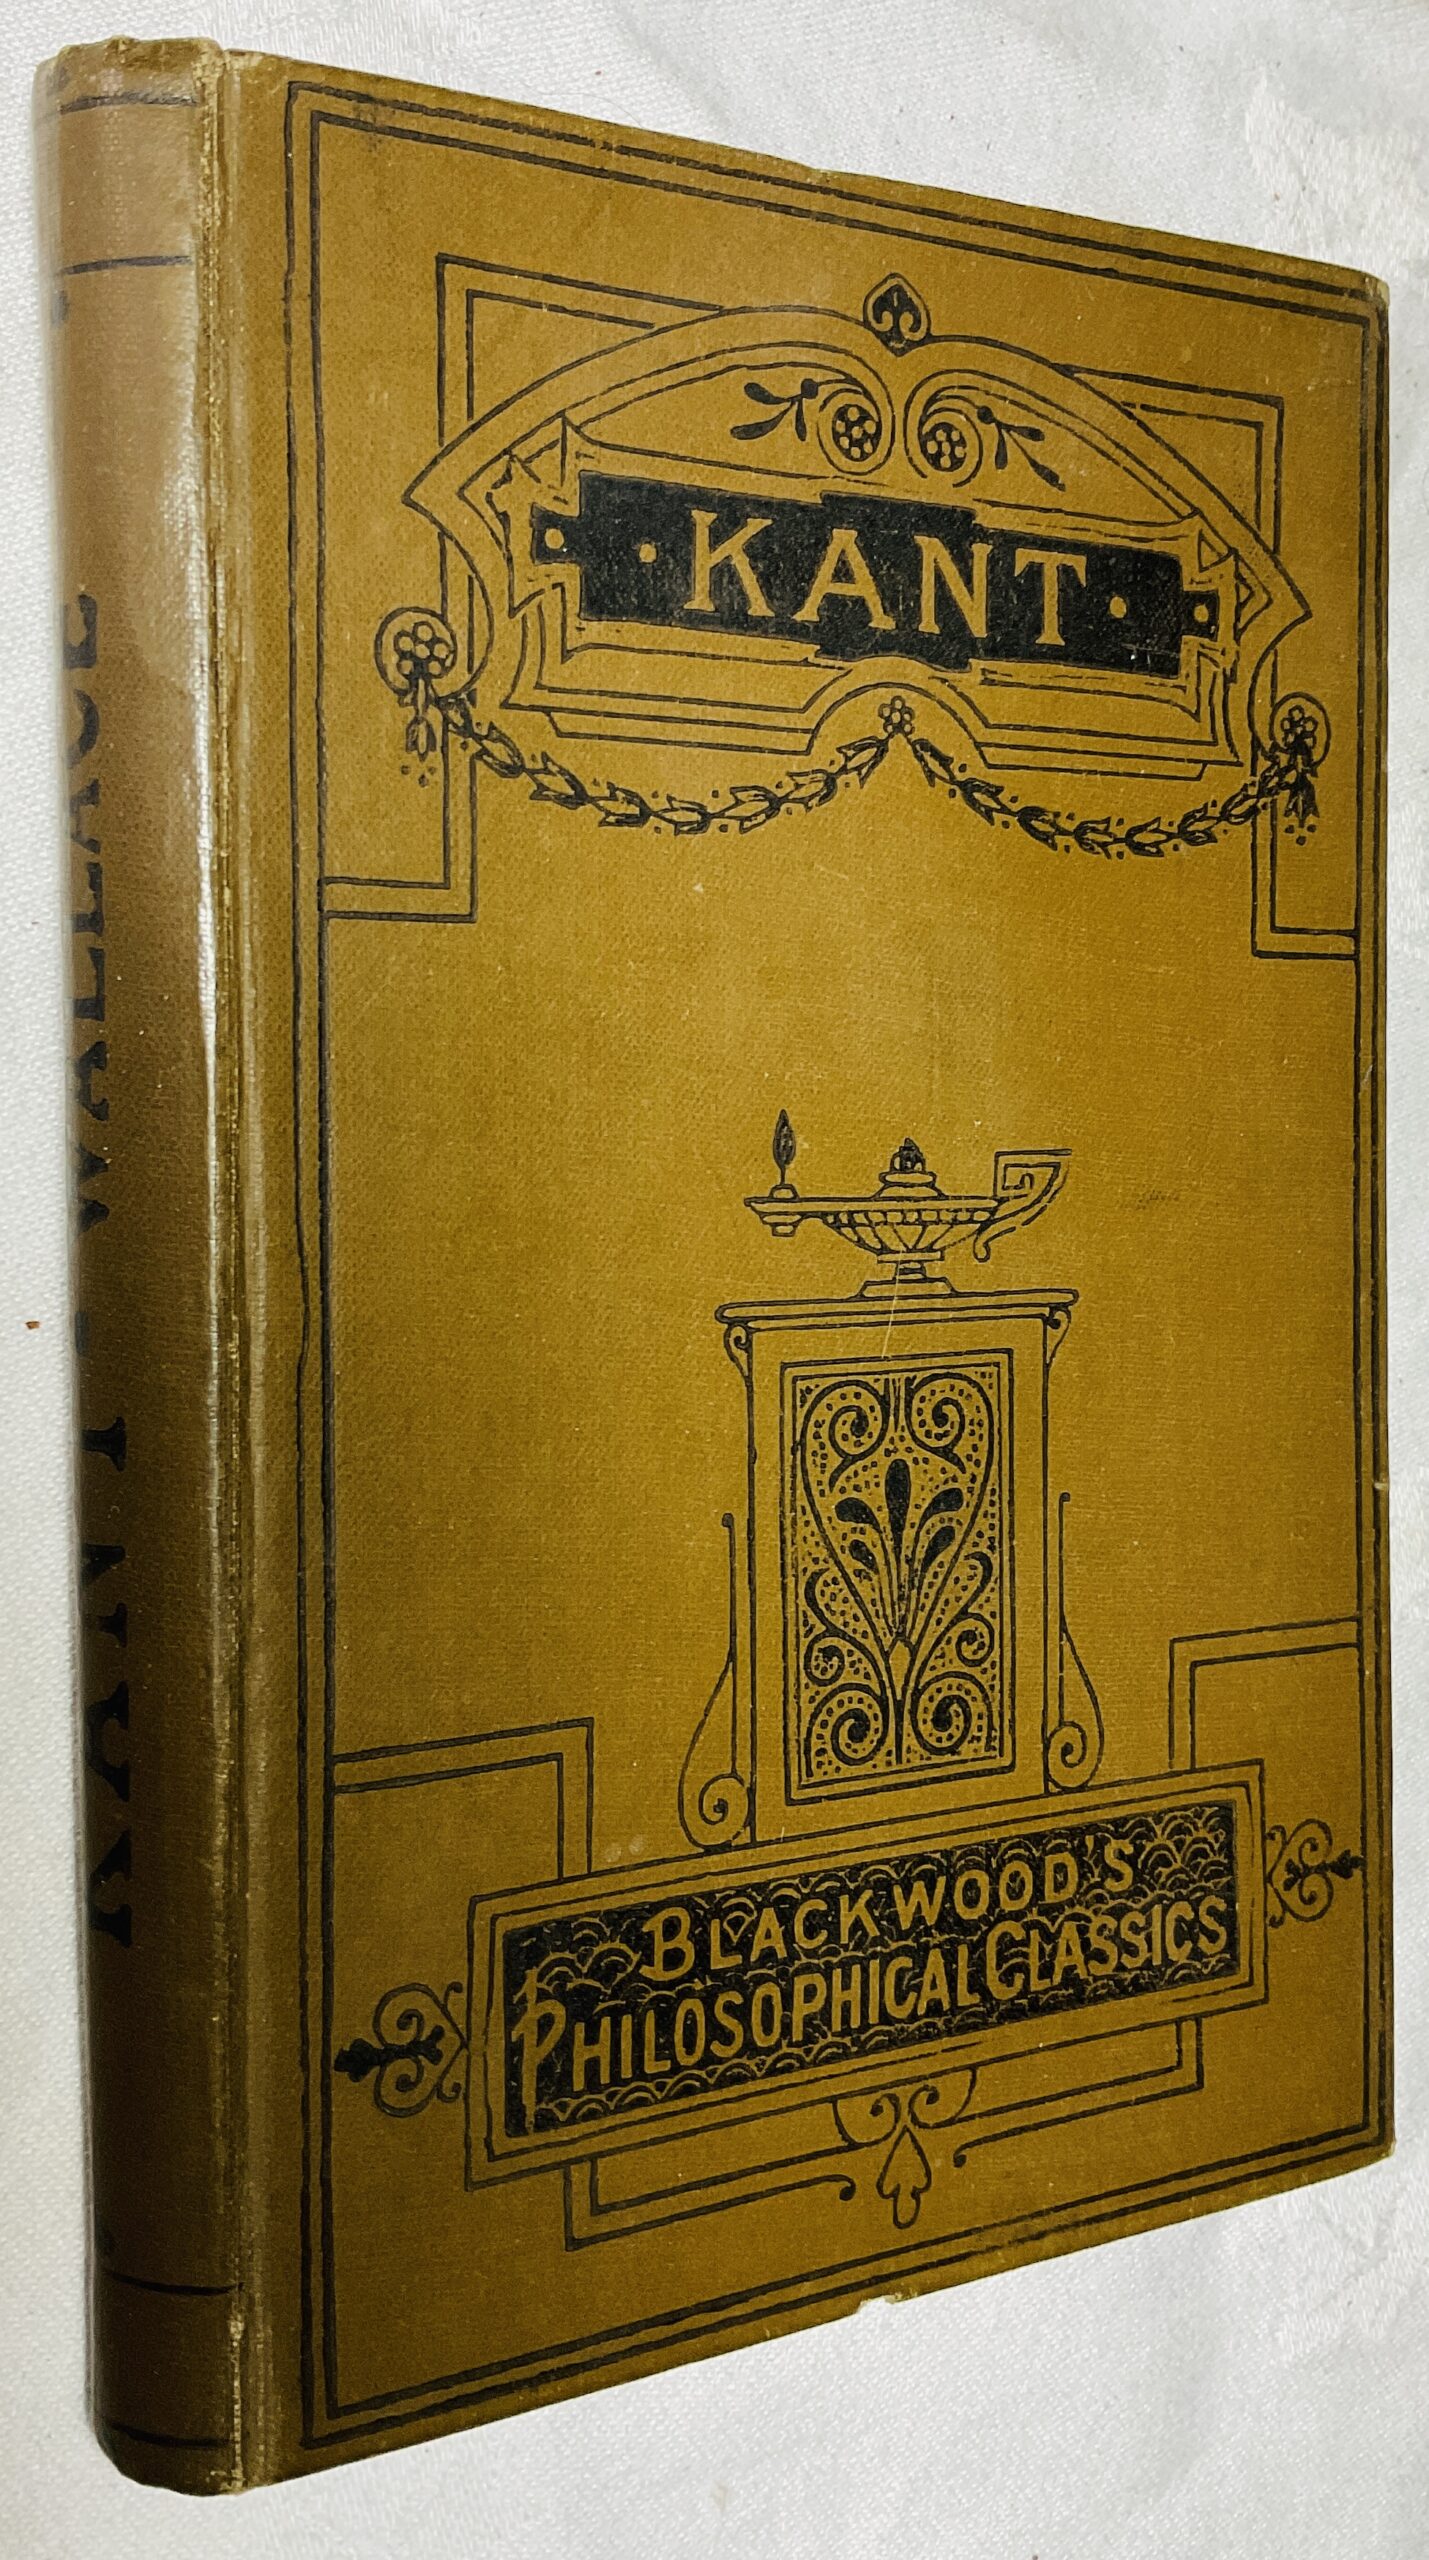 KANT - WALLACE
· KANT ·
BLACKWOOD'S
PHILOSOPHICAL CLASSICS